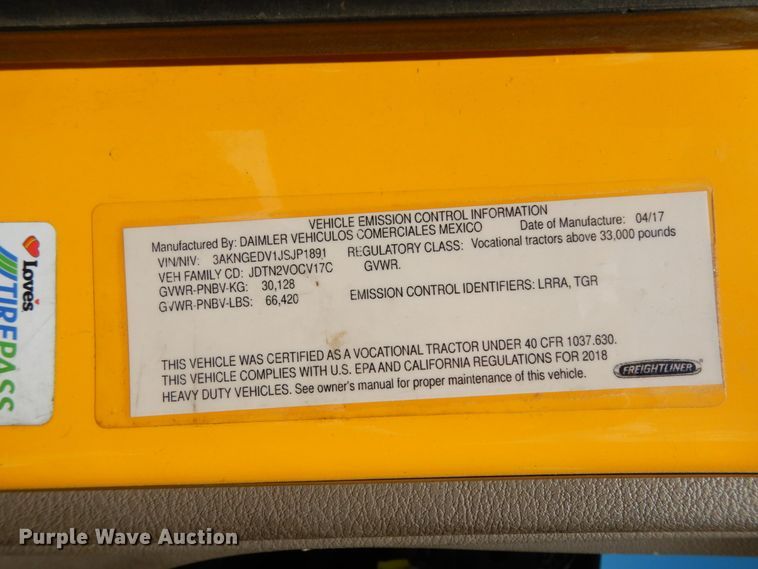 VEHICLE EMISSION CONTROL INFORMATION
Manufactured By: DAIMLER VEHICULOS COMERCIALES MEXICO Date of Manufacture: 04/17
VIN/NIV: 3AKNGEDV1JSJP1891 REGULATORY CLASS: Vocational tractors above 33,000 pounds
VEH FAMILY CD: JDTN2VOCV17C GVWR.
GVWR-PNBV-KG: 30,128
GVWR-PNBV-LBS: 66,420 EMISSION CONTROL IDENTIFIERS: LRRA, TGR
THIS VEHICLE WAS CERTIFIED AS A VOCATIONAL TRACTOR UNDER 40 CFR 1037.630.
THIS VEHICLE COMPLIES WITH U.S. EPA AND CALIFORNIA REGULATIONS FOR 2018
HEAVY DUTY VEHICLES. See owner's manual for proper maintenance of this vehicle.
FREIGHTLINER
Love's
TIREPASS
Purple Wave Auction